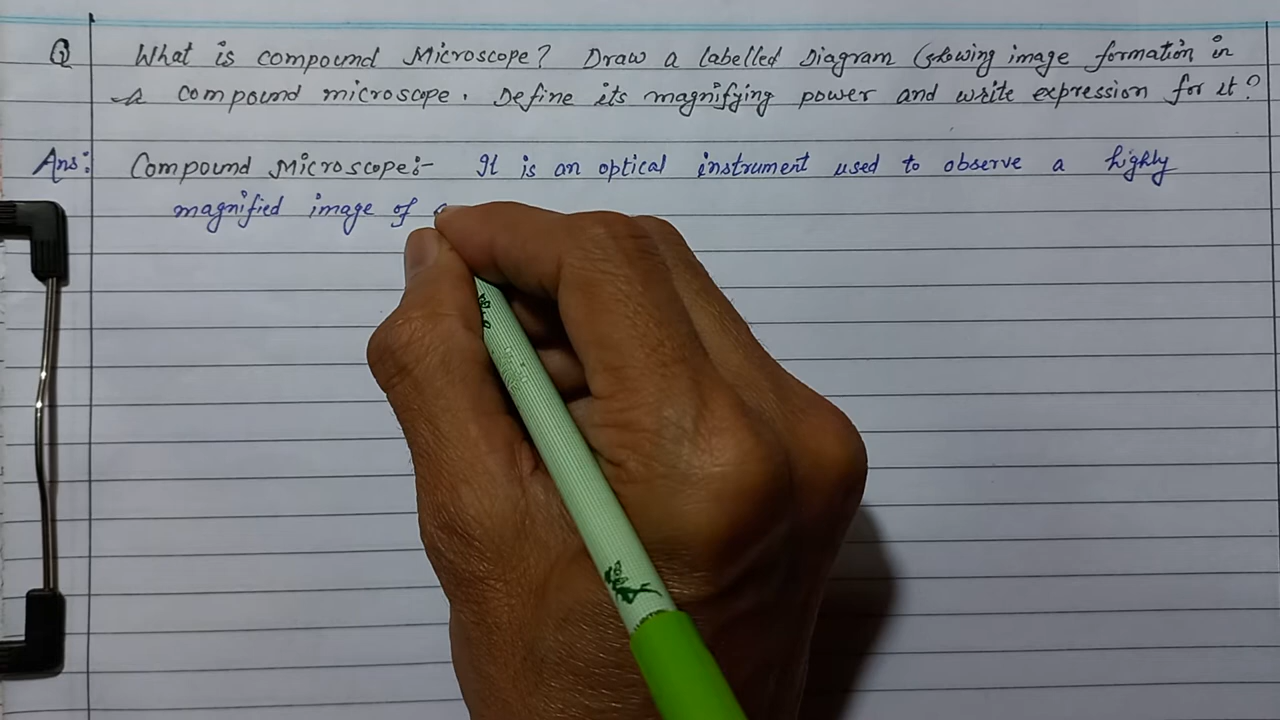 Q What is compound Microscope? Draw a labelled Diagram showing image formation in
a compound microscope. Define its magnifying power and write expression for it?
Ans:- Compound Microscope:- It is an optical instrument used to observe a highly
magnified image of